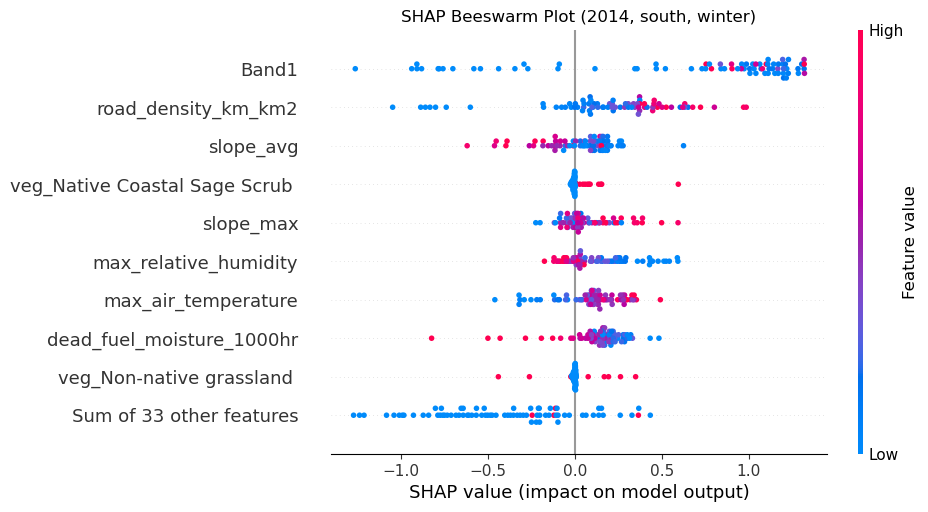 SHAP Beeswarm Plot (2014, south, winter)
High
Band1
road_density_km_km2
slope_avg
veg_Native Coastal Sage Scrub
slope_max
max_relative_humidity
max_air_temperature
dead_fuel_moisture_1000hr
veg_Non-native grassland
Sum of 33 other features
Feature value
Low
−1.0 −0.5 0.0 0.5 1.0
SHAP value (impact on model output)